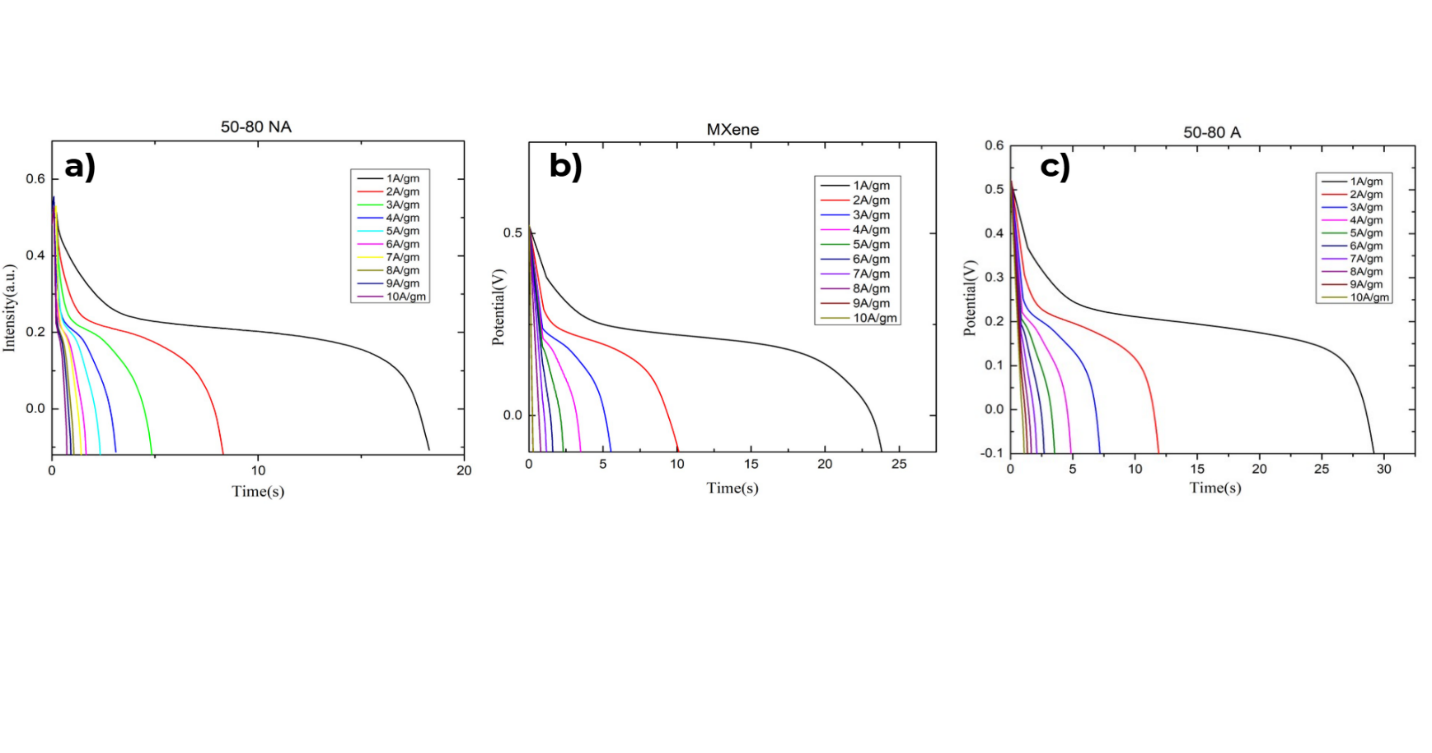 50-80 NA
a)
0.6
0.4
0.2
0.0
Intensity(a.u.)
0
10
20
Time(s)
1A/gm
2A/gm
3A/gm
4A/gm
5A/gm
6A/gm
7A/gm
8A/gm
9A/gm
10A/gm
MXene
b)
0.5
0.0
Potential(V)
0
5
10
15
20
25
Time(s)
1A/gm
2A/gm
3A/gm
4A/gm
5A/gm
6A/gm
7A/gm
8A/gm
9A/gm
10A/gm
50-80 A
c)
0.6
0.5
0.4
0.3
0.2
0.1
0.0
-0.1
Potential(V)
0
5
10
15
20
25
30
Time(s)
1A/gm
2A/gm
3A/gm
4A/gm
5A/gm
6A/gm
7A/gm
8A/gm
9A/gm
10A/gm